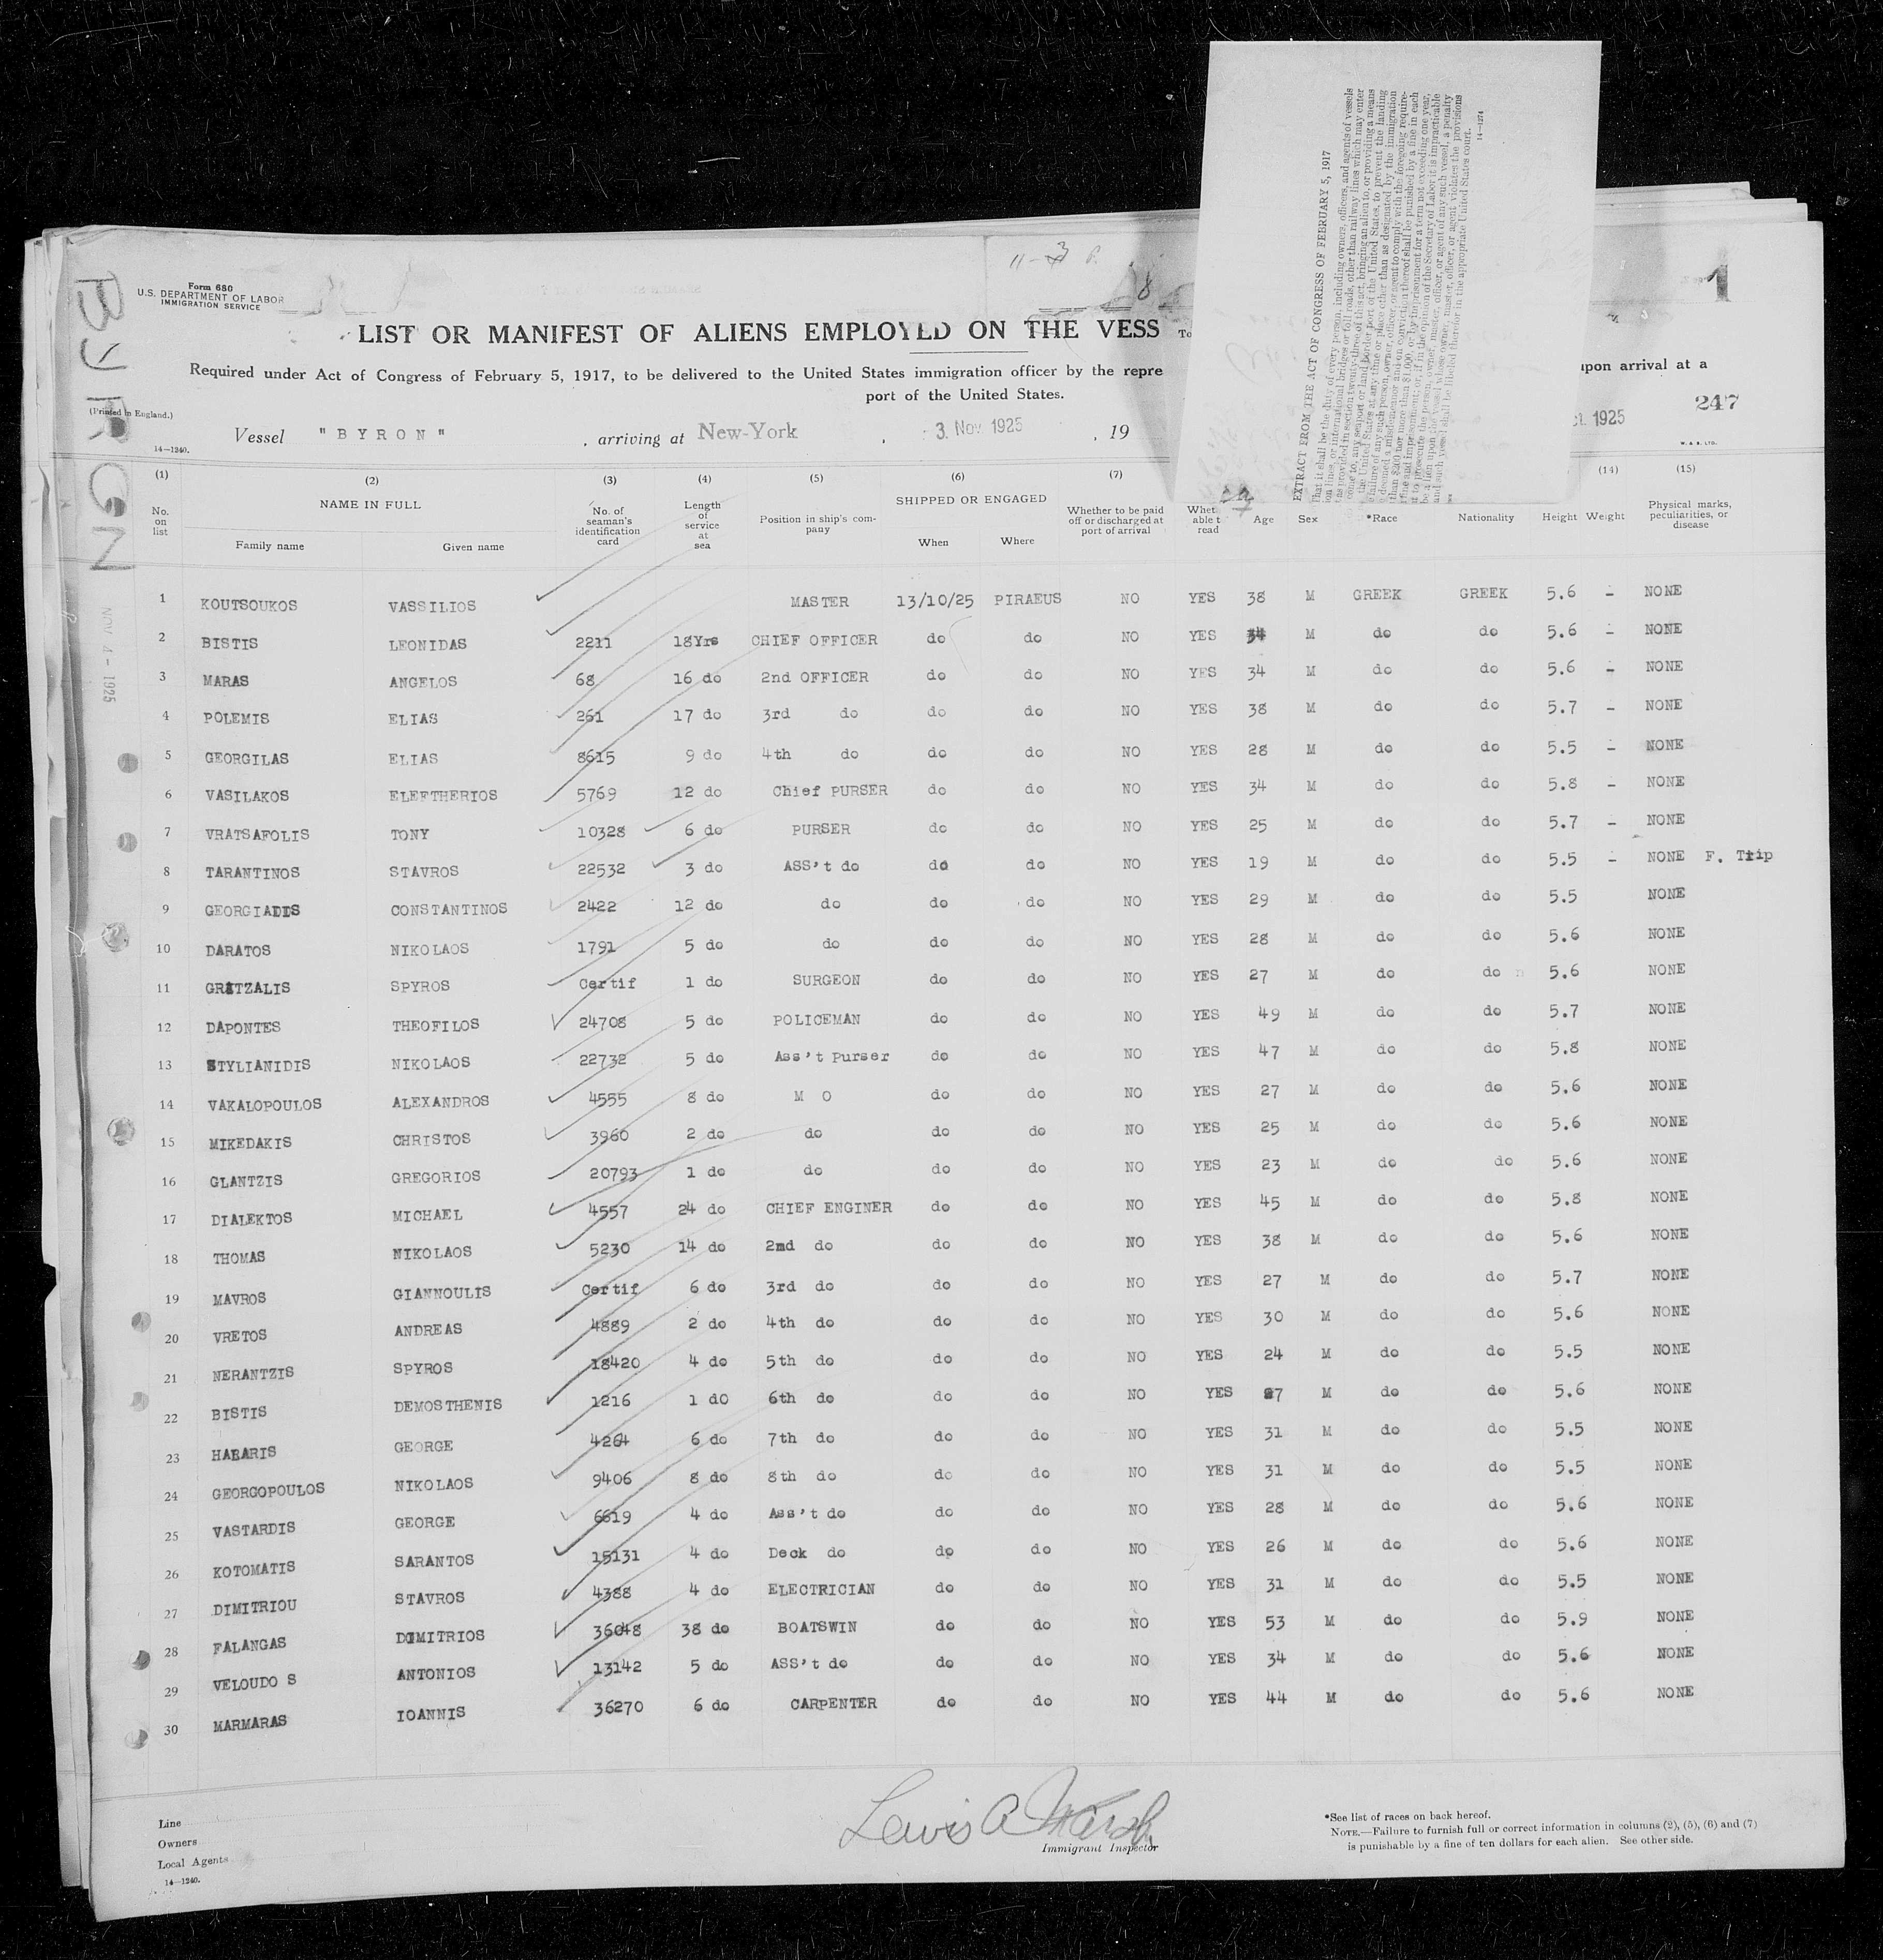 11-3
8
1
BYRON
Form 680
U.S. DEPARTMENT OF LABOR
IMMIGRATION SERVICE
LIST OR MANIFEST OF ALIENS EMPLOYED ON THE VESS
To
Required under Act of Congress of February 5, 1917, to be delivered to the United States immigration officer by the repre
upon arrival at a
port of the United States.
(Printed in England.)
Vessel "BYRON", arriving at New-York, 3. Nov 1925, 19
1925
247
14—1240.
W. & S. LTD.
EXTRACT FROM THE ACT OF CONGRESS OF FEBRUARY 5, 1917
14—1274
(1) (2) (3) (4) (5) (6) (7) (14) (15)
No. on list NAME IN FULL Family name Given name No. of seaman's identification card Length of service at sea Position in ship's company SHIPPED OR ENGAGED When Where Whether to be paid off or discharged at port of arrival Whet able t read Age Sex *Race Nationality Height Weight Physical marks, peculiarities, or disease
1 KOUTSOUKOS VASSILIOS MASTER 13/10/25 PIRAEUS NO YES 38 M GREEK GREEK 5.6 - NONE
2 BISTIS LEONIDAS 2211 18Yrs CHIEF OFFICER do do NO YES 34 M do do 5.6 - NONE
3 MARAS ANGELOS 68 16 do 2nd OFFICER do do NO YES 34 M do do 5.6 - NONE
4 POLEMIS ELIAS 261 17 do 3rd do do do NO YES 38 M do do 5.7 - NONE
5 GEORGILAS ELIAS 8615 9 do 4th do do do NO YES 28 M do do 5.5 - NONE
6 VASILAKOS ELEFTHERIOS 5769 12 do Chief PURSER do do NO YES 34 M do do 5.8 - NONE
7 VRATSAFOLIS TONY 10328 6 do PURSER do do NO YES 25 M do do 5.7 - NONE
8 TARANTINOS STAVROS 22532 3 do ASS't do do do NO YES 19 M do do 5.5 - NONE F. Trip
9 GEORGIADIS CONSTANTINOS 2422 12 do do do do NO YES 29 M do do 5.5 NONE
10 DARATOS NIKOLAOS 1791 5 do do do do NO YES 28 M do do 5.6 NONE
11 GRITZALIS SPYROS Certif 1 do SURGEON do do NO YES 27 M do do 5.6 NONE
12 DAPONTES THEOFILOS 24708 5 do POLICEMAN do do NO YES 49 M do do 5.7 NONE
13 STYLIANIDIS NIKOLAOS 22732 5 do Ass't Purser do do NO YES 47 M do do 5.8 NONE
14 VAKALOPOULOS ALEXANDROS 4555 8 do M O do do NO YES 27 M do do 5.6 NONE
15 MIKEDAKIS CHRISTOS 3960 2 do do do do NO YES 25 M do do 5.6 NONE
16 GLANTZIS GREGORIOS 20793 1 do do do do NO YES 23 M do do 5.6 NONE
17 DIALEKTOS MICHAEL 4557 24 do CHIEF ENGINER do do NO YES 45 M do do 5.8 NONE
18 THOMAS NIKOLAOS 5230 14 do 2nd do do do NO YES 38 M do do 5.6 NONE
19 MAVROS GIANNOULIS Certif 6 do 3rd do do do NO YES 27 M do do 5.7 NONE
20 VRETOS ANDREAS 4889 2 do 4th do do do NO YES 30 M do do 5.6 NONE
21 NERANTZIS SPYROS 18420 4 do 5th do do do NO YES 24 M do do 5.5 NONE
22 BISTIS DEMOSTHENIS 1216 1 dO 6th do do do NO YES 27 M do do 5.6 NONE
23 HABARIS GEORGE 4264 6 do 7th do do do NO YES 31 M do do 5.5 NONE
24 GEORGOPOULOS NIKOLAOS 9406 8 do 8th do do do NO YES 31 M do do 5.5 NONE
25 VASTARDIS GEORGE 6619 4 do Ass't do do do NO YES 28 M do do 5.6 NONE
26 KOTOMATIS SARANTOS 15131 4 do Deck do do do NO YES 26 M do do 5.6 NONE
27 DIMITRIOU STAVROS 4388 4 do ELECTRICIAN do do NO YES 31 M do do 5.5 NONE
28 FALANGAS DIMITRIOS 36048 38 do BOATSWIN do do NO YES 53 M do do 5.9 NONE
29 VELOUDO S ANTONIOS 13142 5 do ASS't do do do NO YES 34 M do do 5.6 NONE
30 MARMARAS IOANNIS 36270 6 do CARPENTER do do NO YES 44 M do do 5.6 NONE
NOV 4 - 1925
Lewis A Marsh
Immigrant Inspector
Line
Owners
Local Agents
14—1240.
*See list of races on back hereof.
NOTE.—Failure to furnish full or correct information in columns (2), (5), (6) and (7)
is punishable by a fine of ten dollars for each alien. See other side.